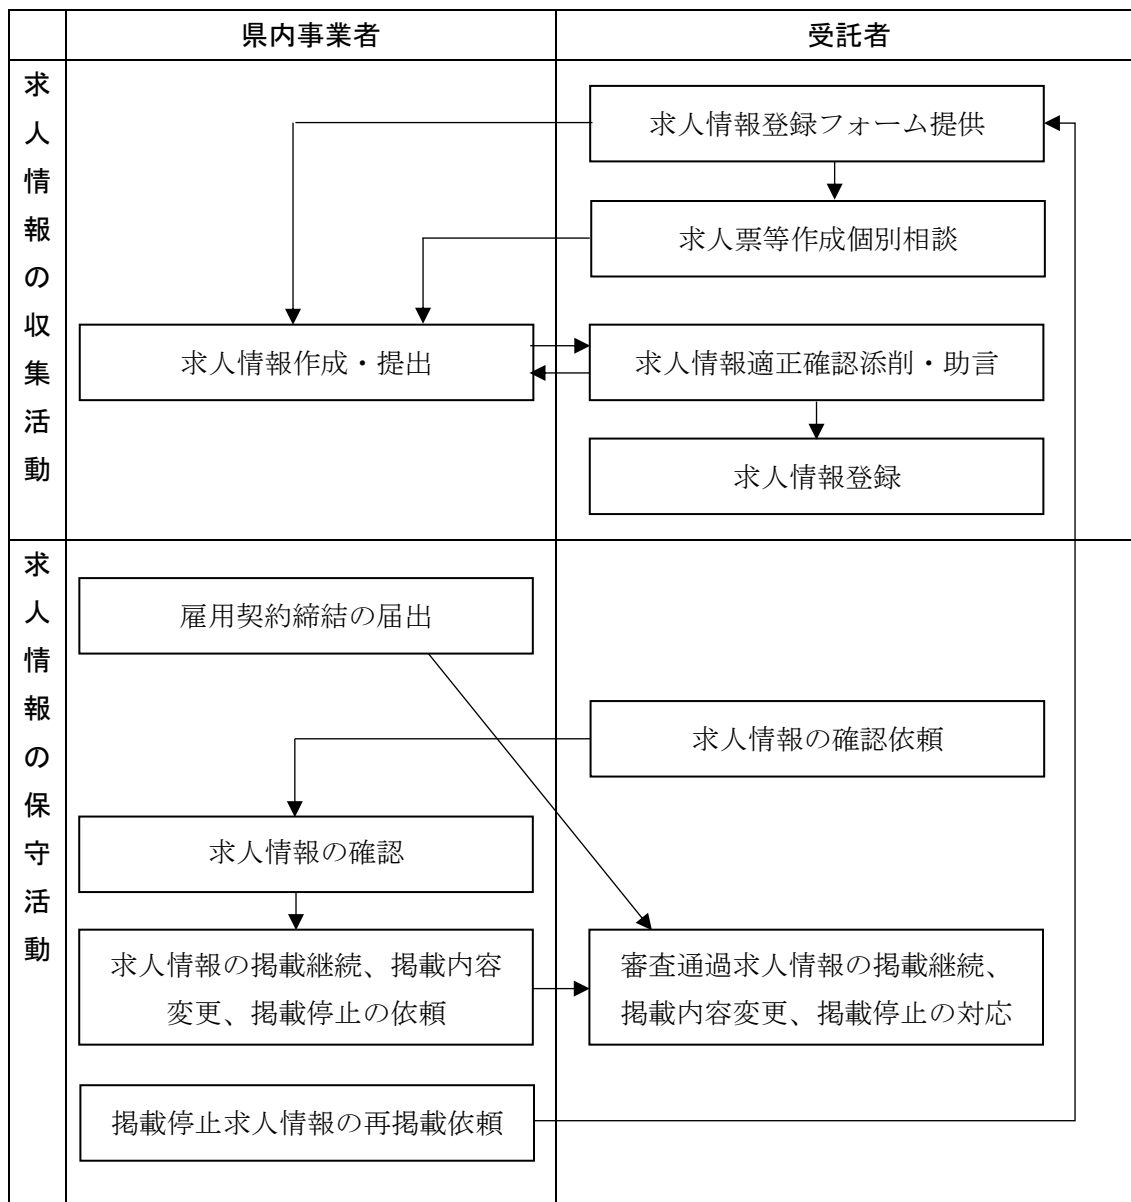 県内事業者
受託者
求人情報の収集活動
求人情報登録フォーム提供
求人票等作成個別相談
求人情報作成・提出
求人情報適正確認添削・助言
求人情報登録
求人情報の保守活動
雇用契約締結の届出
求人情報の確認依頼
求人情報の確認
求人情報の掲載継続、掲載内容
変更、掲載停止の依頼
審査通過求人情報の掲載継続、
掲載内容変更、掲載停止の対応
掲載停止求人情報の再掲載依頼